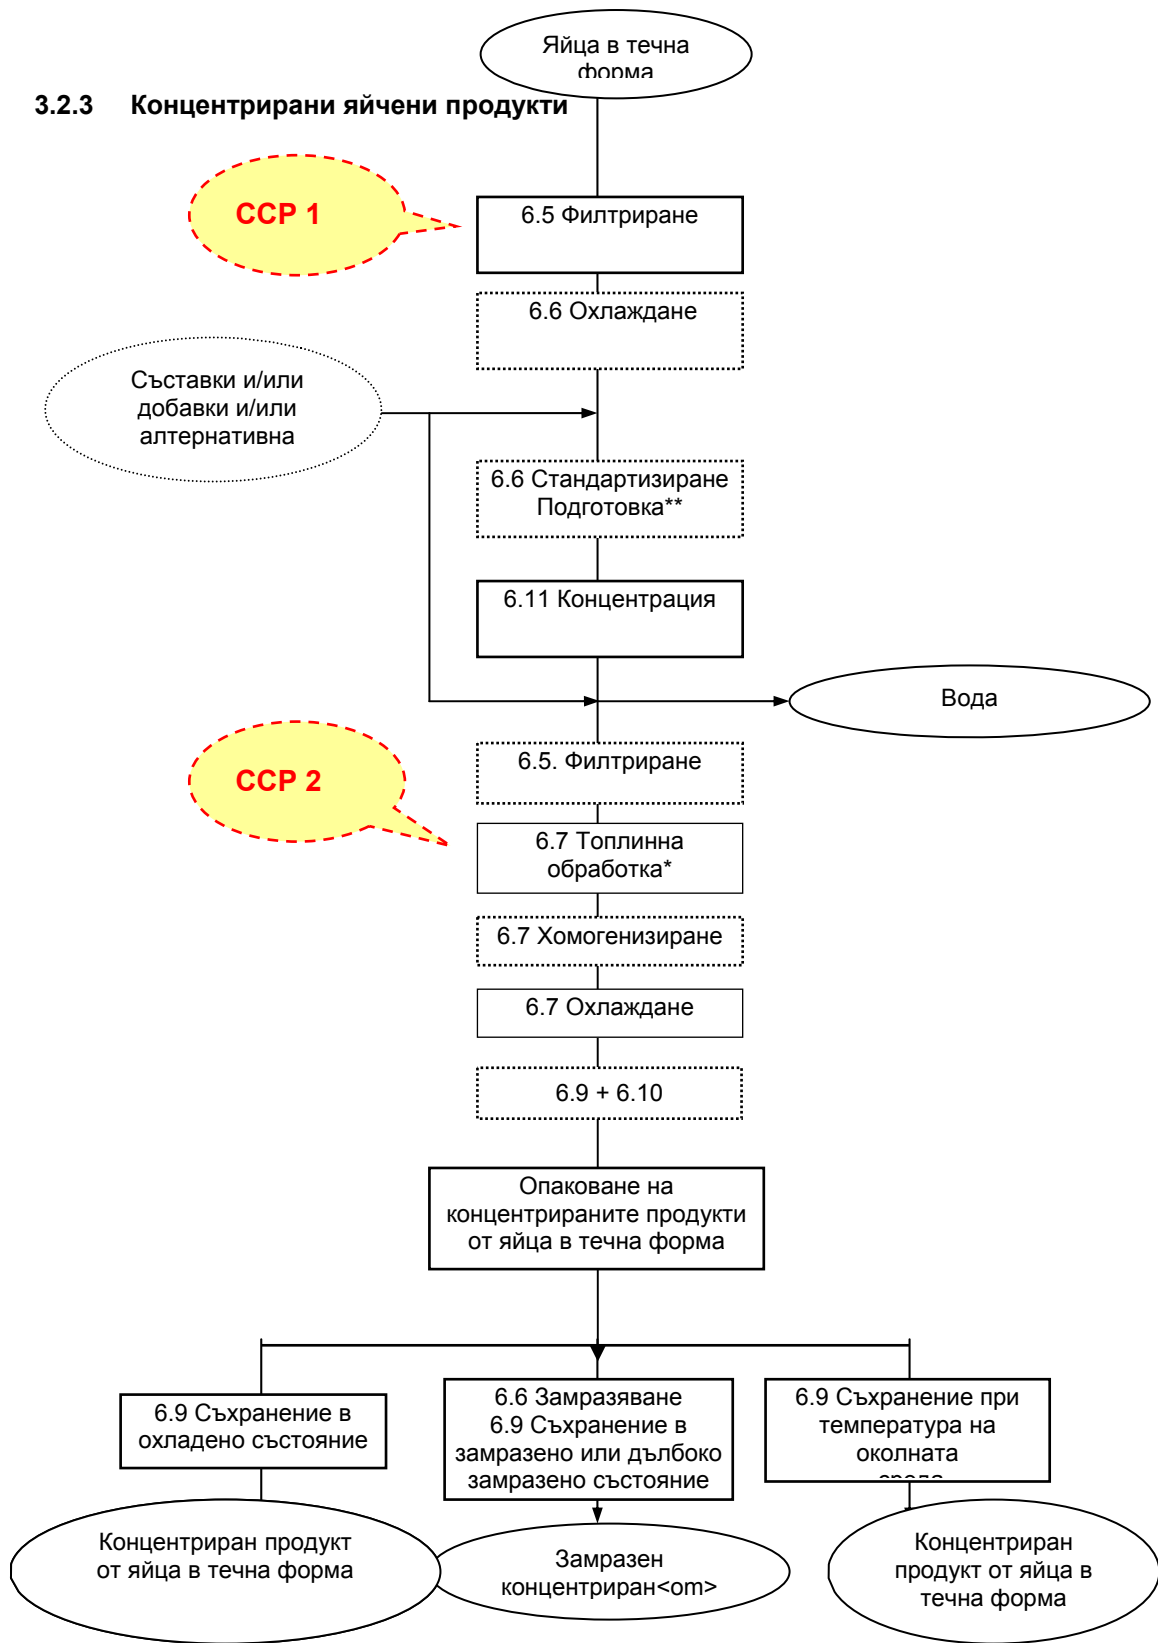 Яйца в течна
форма
3.2.3 Концентрирани яйчени продукти
CCP 1
6.5 Филтриране
6.6 Охлаждане
Съставки и/или
добавки и/или
алтернативна
6.6 Стандартизиране
Подготовка**
6.11 Концентрация
Вода
6.5. Филтриране
CCP 2
6.7 Топлинна
обработка*
6.7 Хомогенизиране
6.7 Охлаждане
6.9 + 6.10
Опаковане на
концентрираните продукти
от яйца в течна форма
6.9 Съхранение в
охладено състояние
6.6 Замразяване
6.9 Съхранение в
замразено или дълбоко
замразено състояние
6.9 Съхранение при
температура на
околната
Концентриран продукт
от яйца в течна форма
Замразен
концентриран<om>
Концентриран
продукт от яйца в
течна форма